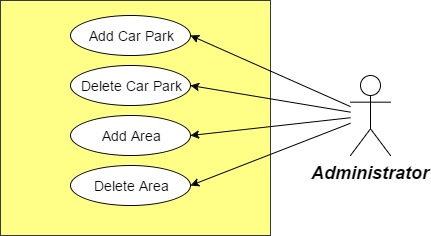 Add Car Park
Delete Car Park
Add Area
Delete Area
Administrator